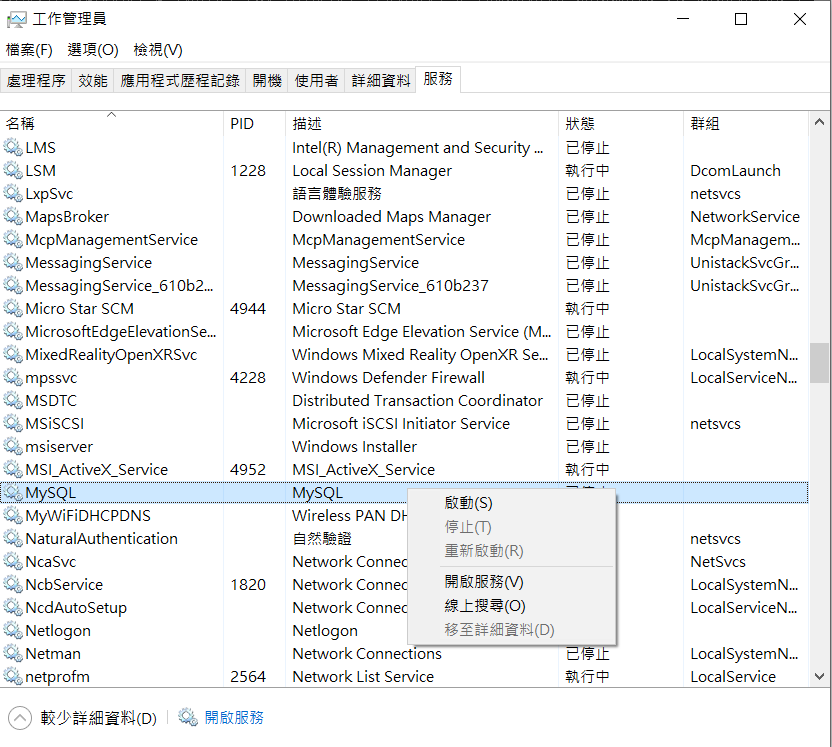 工作管理員
檔案(F) 選項(O) 檢視(V)
處理程序 效能 應用程式歷程記錄 開機 使用者 詳細資料 服務
名稱 PID 描述 狀態 群組
LMS Intel(R) Management and Security ... 已停止
LSM 1228 Local Session Manager 執行中 DcomLaunch
LxpSvc 語言體驗服務 已停止 netsvcs
MapsBroker Downloaded Maps Manager 已停止 NetworkService
McpManagementService McpManagementService 已停止 McpManagem...
MessagingService MessagingService 已停止 UnistackSvcGr...
MessagingService_610b2... MessagingService_610b237 已停止 UnistackSvcGr...
Micro Star SCM 4944 Micro Star SCM 執行中
MicrosoftEdgeElevationSe... Microsoft Edge Elevation Service (M... 已停止
MixedRealityOpenXRSvc Windows Mixed Reality OpenXR Se... 已停止 LocalSystemN...
mpssvc 4228 Windows Defender Firewall 執行中 LocalServiceN...
MSDTC Distributed Transaction Coordinator 已停止
MSiSCSI Microsoft iSCSI Initiator Service 已停止 netsvcs
msiserver Windows Installer 已停止
MSI_ActiveX_Service 4952 MSI_ActiveX_Service 執行中
MySQL MySQL
啟動(S)
MyWiFiDHCPDNS Wireless PAN DH
停止(T)
NaturalAuthentication 自然驗證 netsvcs
重新啟動(R)
NcaSvc Network Connec NetSvcs
NcbService 1820 Network Connec 開啟服務(V) LocalSystemN...
NcdAutoSetup Network Connec 線上搜尋(O) LocalServiceN...
Netlogon Netlogon 移至詳細資料(D)
Netman Network Connections 已停止 LocalSystemN...
netprofm 2564 Network List Service 執行中 LocalService
較少詳細資料(D) 開啟服務